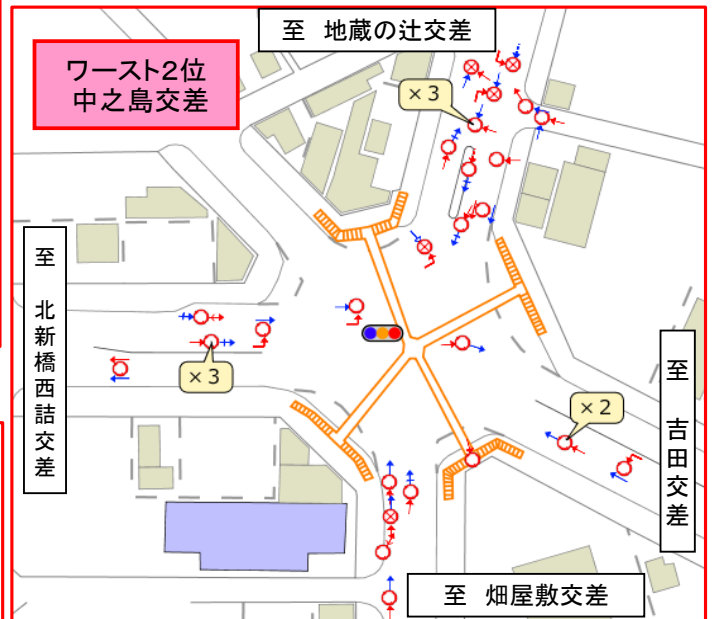 至 地蔵の辻交差
ワースト2位
中之島交差
×3
至 北新橋西詰交差
×3
×2
至 吉田交差
至 畑屋敷交差